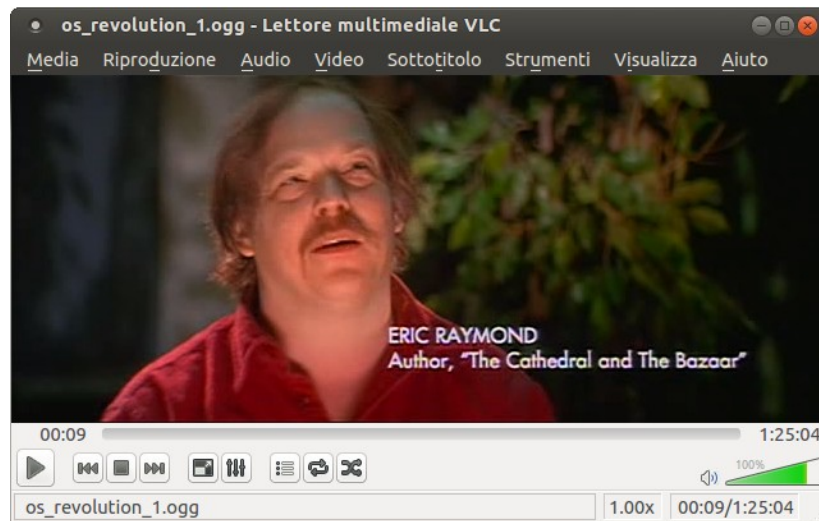 os_revolution_1.ogg - Lettore multimediale VLC
Media Riproduzione Audio Video Sottotitolo Strumenti Visualizza Aiuto
ERIC RAYMOND
Author, "The Cathedral and The Bazaar"
00:09 1:25:04
100%
os_revolution_1.ogg 1.00x 00:09/1:25:04